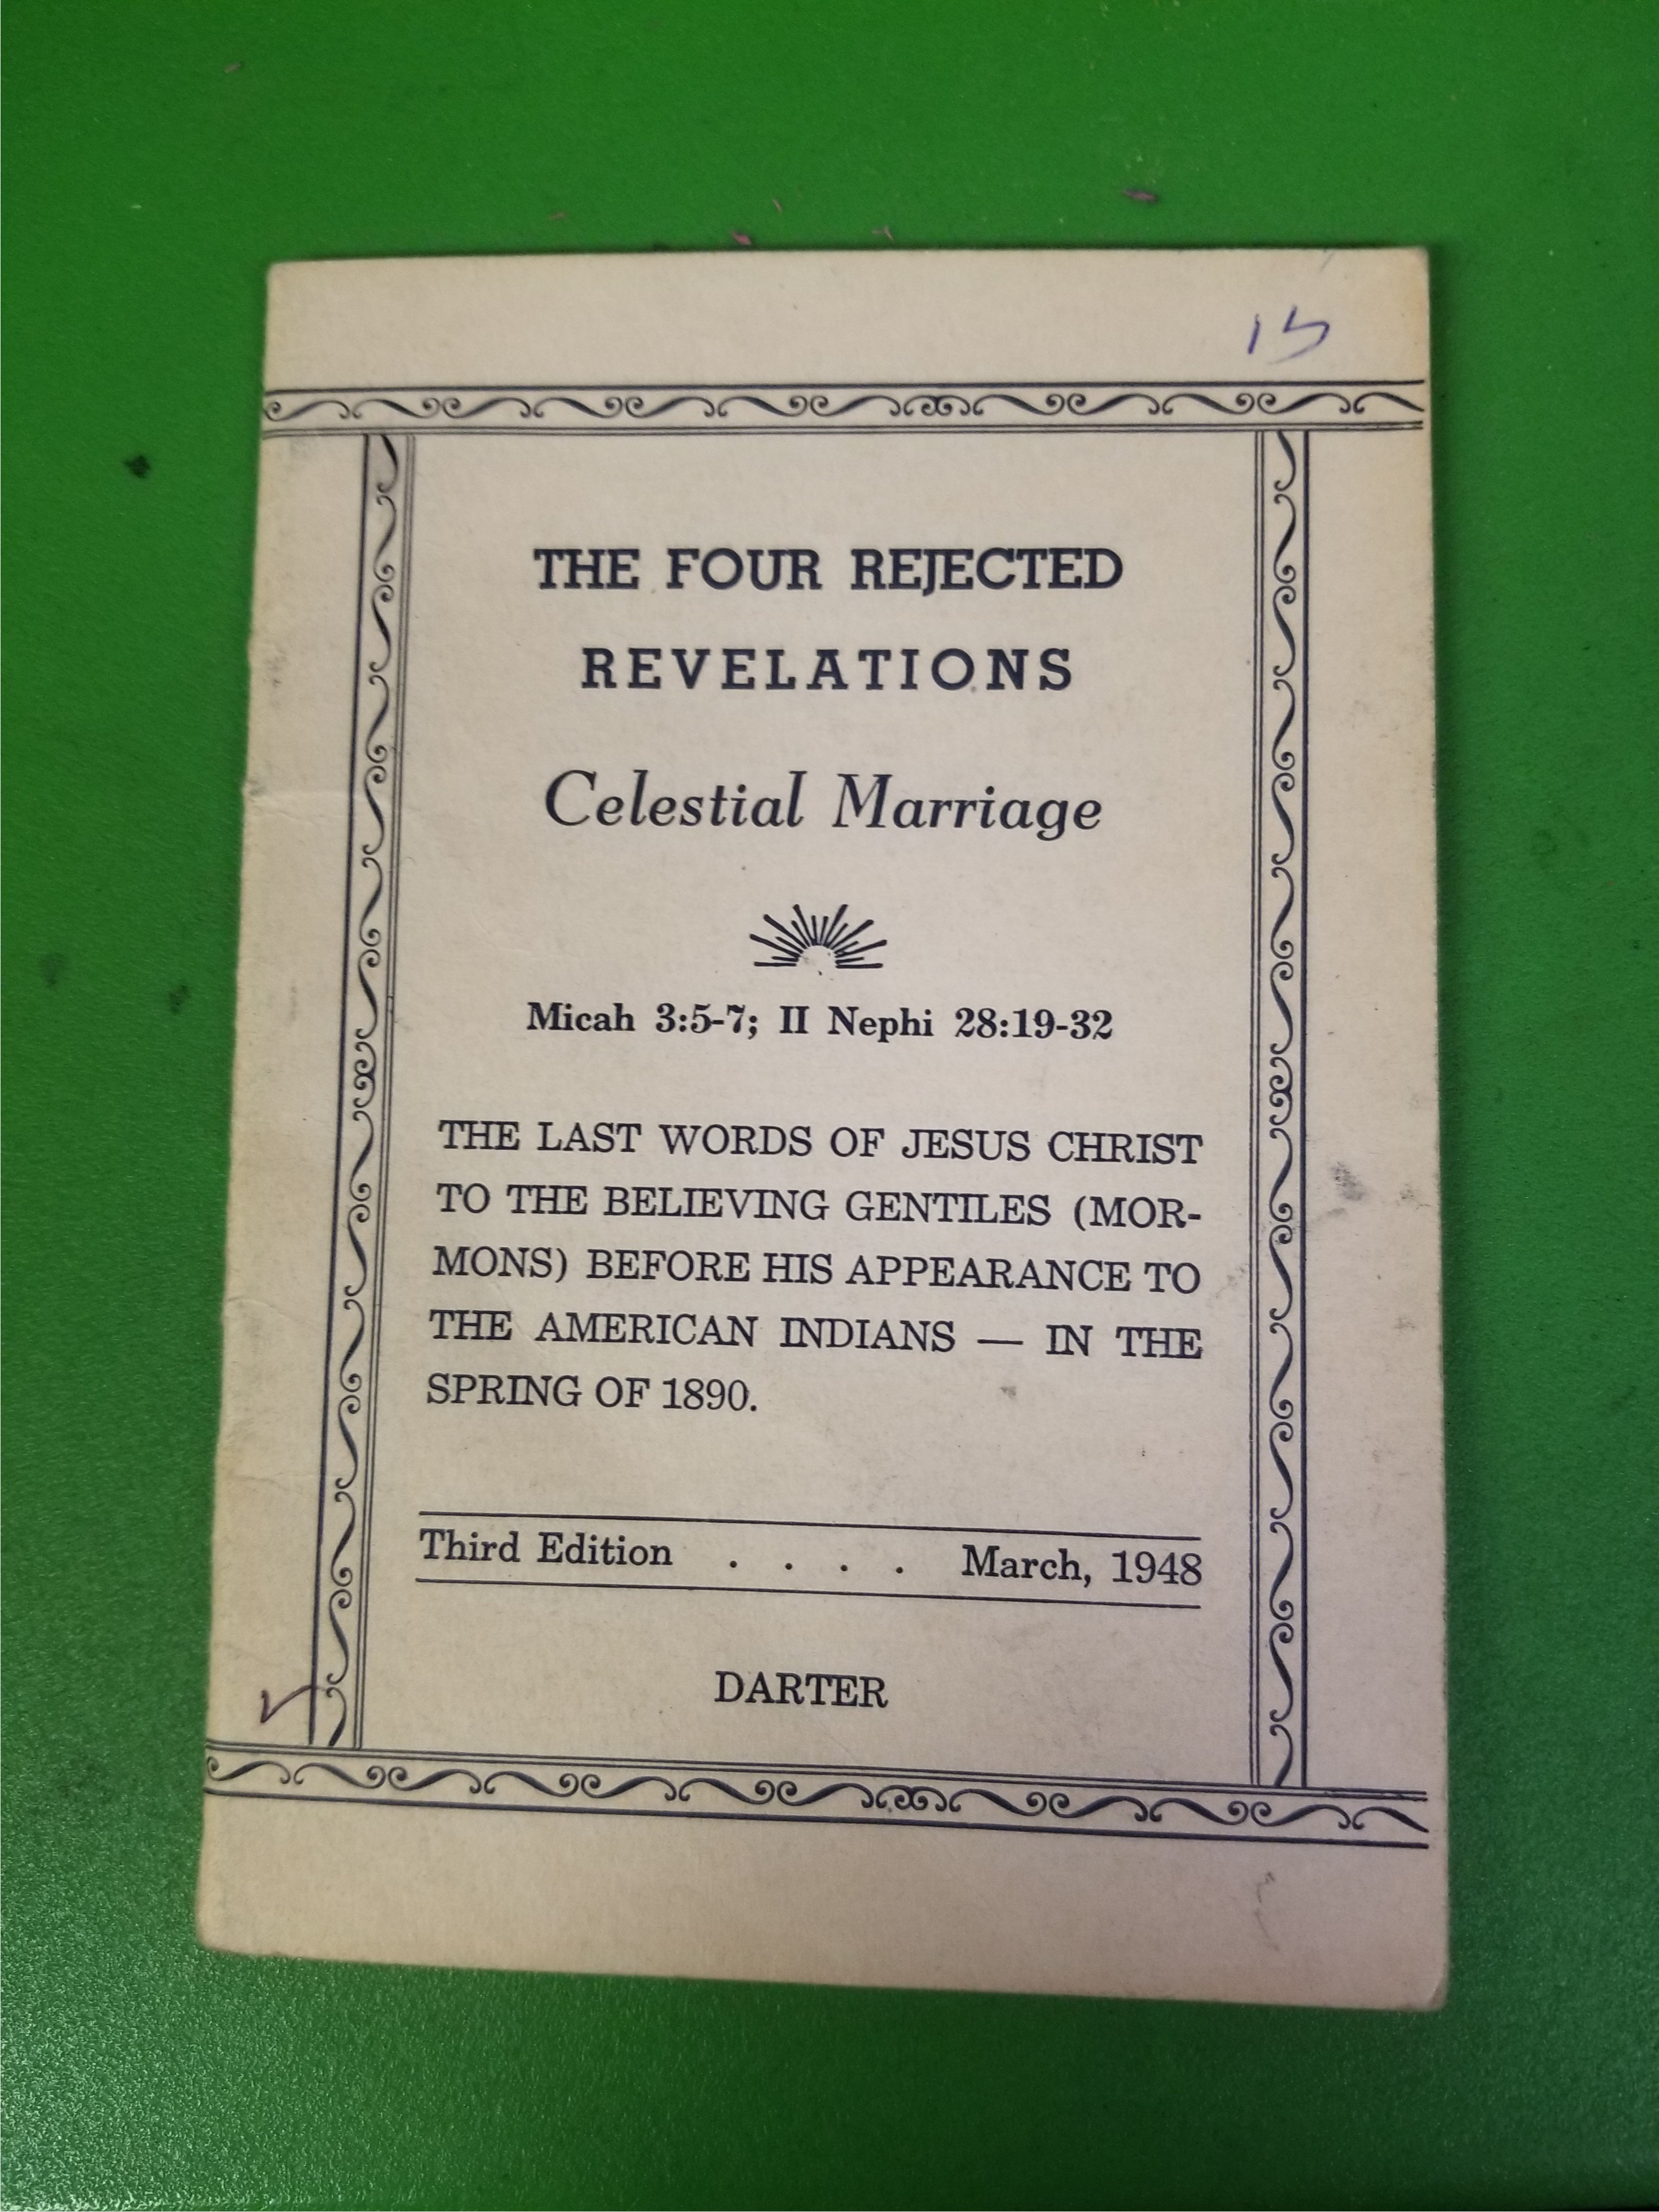 15
THE FOUR REJECTED
REVELATIONS
Celestial Marriage
Micah 3:5-7; II Nephi 28:19-32
THE LAST WORDS OF JESUS CHRIST
TO THE BELIEVING GENTILES (MOR-
MONS) BEFORE HIS APPEARANCE TO
THE AMERICAN INDIANS — IN THE
SPRING OF 1890.
Third Edition . . . . March, 1948
DARTER